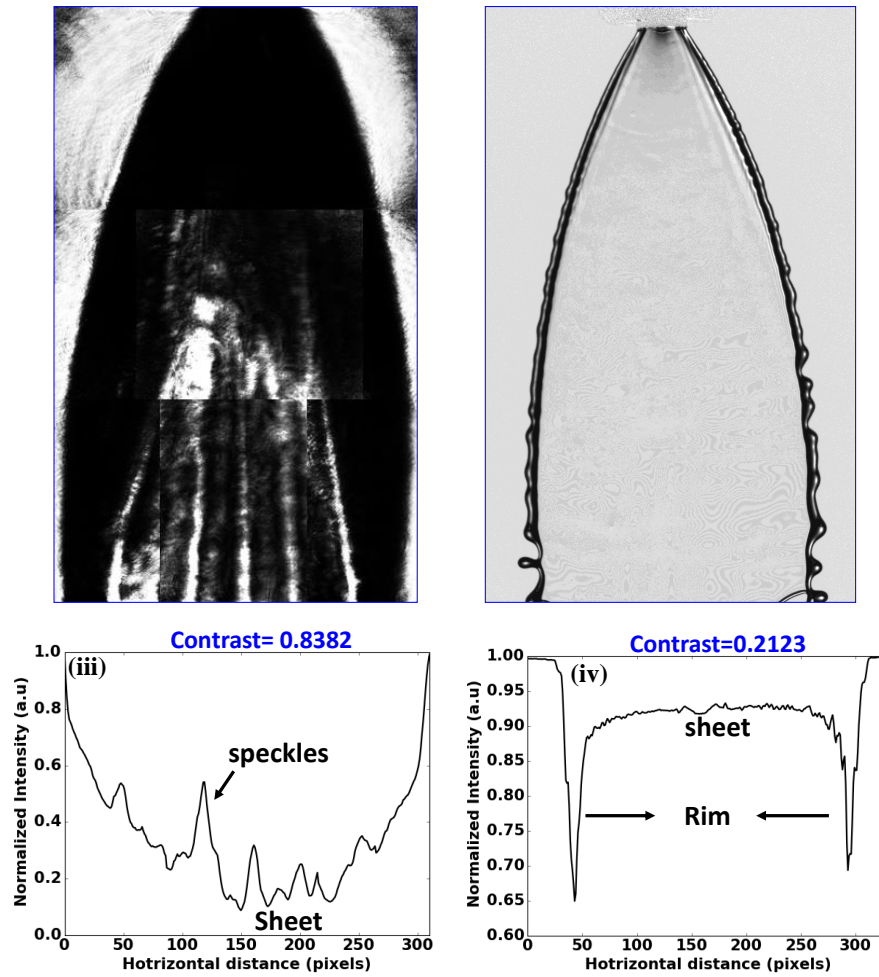 Contrast= 0.8382
(iii)
Normalized Intensity (a.u)
1.0
0.8
0.6
0.4
0.2
0.0
speckles
Sheet
0
50
100
150
200
250
300
Hotrizontal distance (pixels)
Contrast=0.2123
(iv)
Normalized Intensity (a.u)
1.00
0.95
0.90
0.85
0.80
0.75
0.70
0.65
0.60
sheet
Rim
0
50
100
150
200
250
300
Hotrizontal distance (pixels)